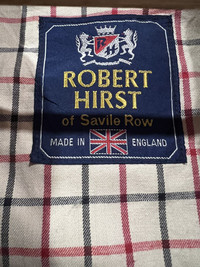 ROBERT
HIRST
of Savile Row
MADE IN ENGLAND